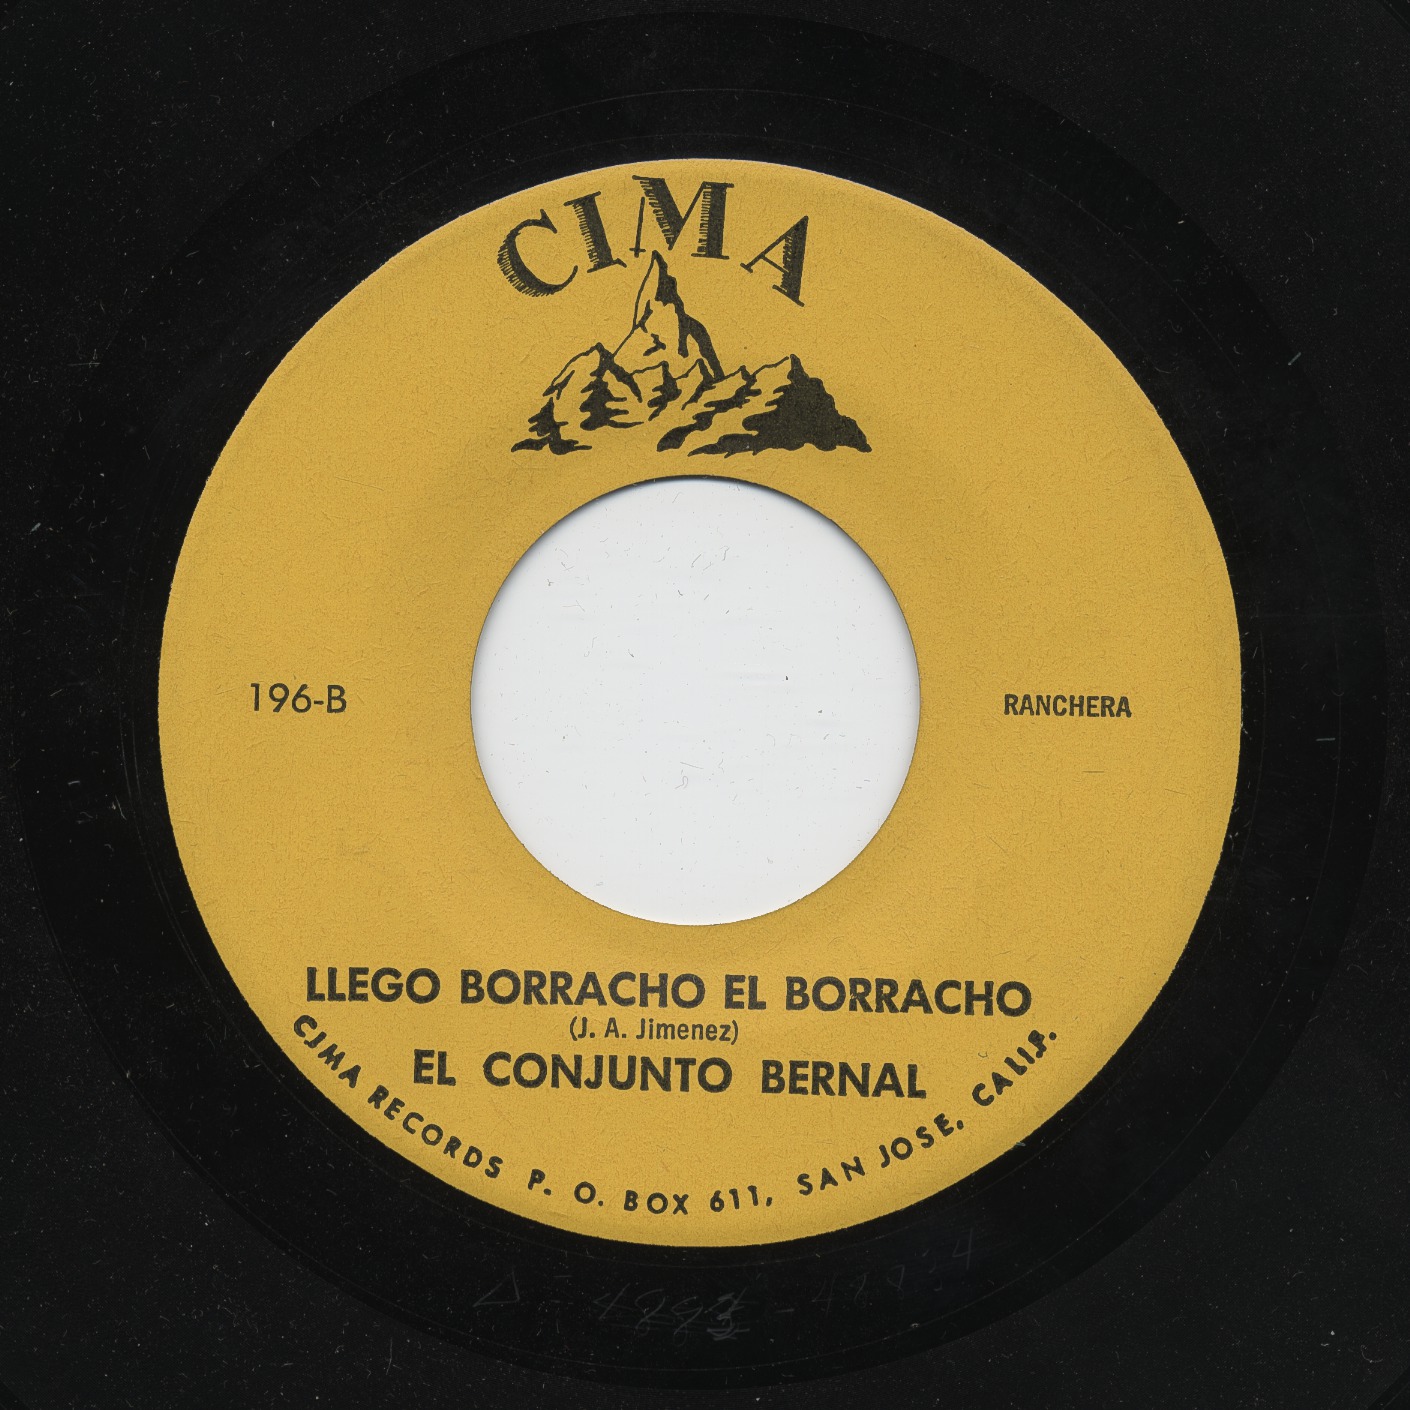 CIMA
196-B
RANCHERA
LLEGO BORRACHO EL BORRACHO
(J. A. Jimenez)
EL CONJUNTO BERNAL
CIMA RECORDS P. O. BOX 611, SAN JOSE, CALIF.